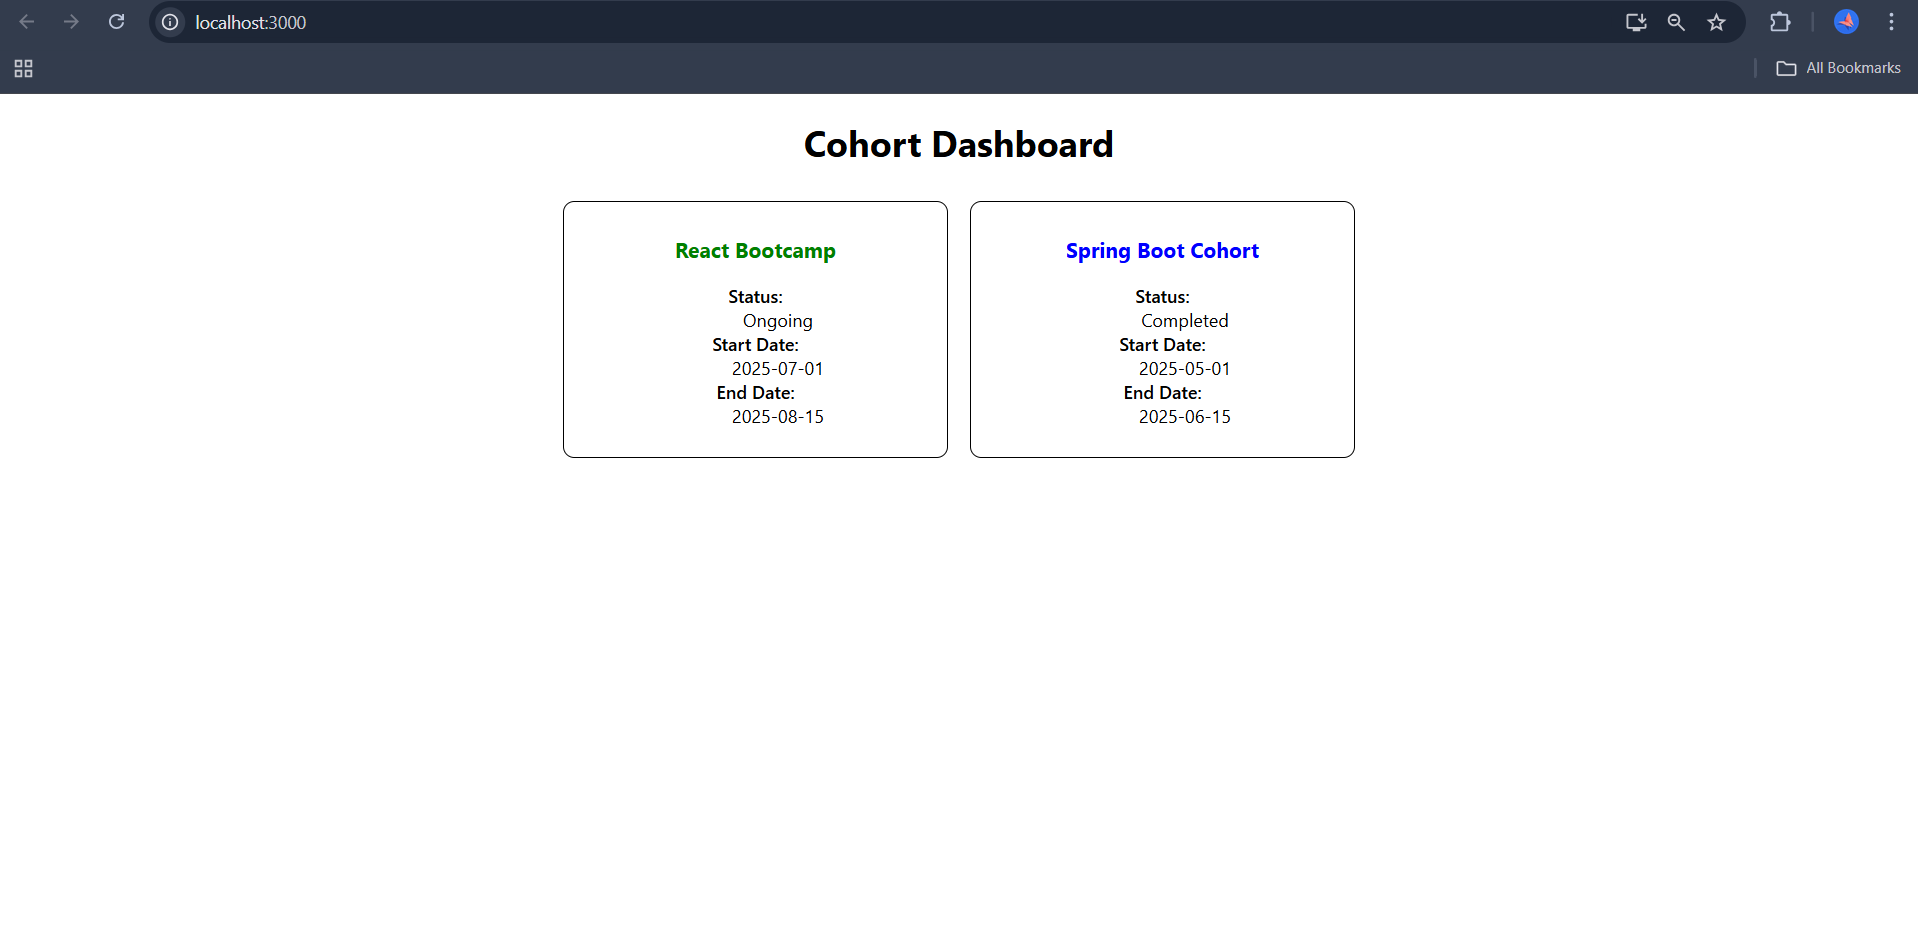 localhost:3000
All Bookmarks
Cohort Dashboard
React Bootcamp
Status:
Ongoing
Start Date:
2025-07-01
End Date:
2025-08-15
Spring Boot Cohort
Status:
Completed
Start Date:
2025-05-01
End Date:
2025-06-15